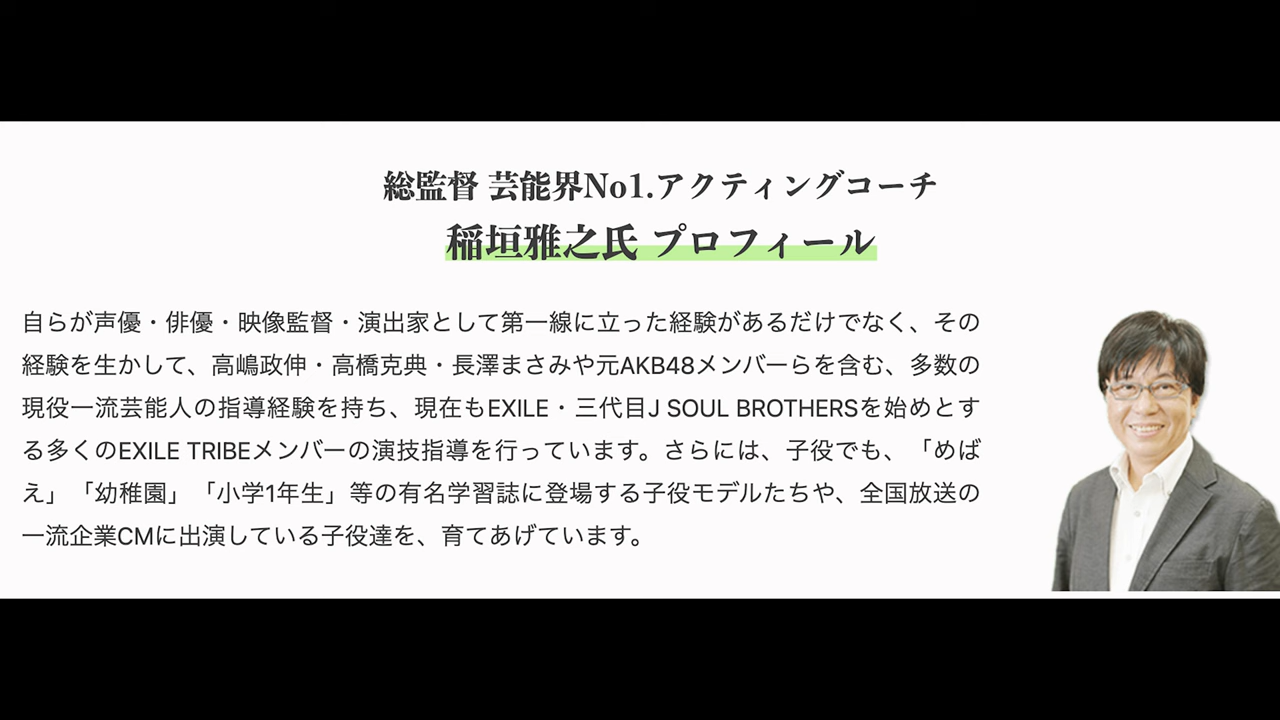 総監督 芸能界No1.アクティングコーチ
稲垣雅之氏 プロフィール
自らが声優・俳優・映像監督・演出家として第一線に立った経験があるだけでなく、その
経験を生かして、高嶋政伸・高橋克典・長澤まさみや元AKB48メンバーらを含む、多数の
現役一流芸能人の指導経験を持ち、現在もEXILE・三代目J SOUL BROTHERSを始めとす
る多くのEXILE TRIBEメンバーの演技指導を行っています。さらには、子役でも、「めば
え」「幼稚園」「小学1年生」等の有名学習誌に登場する子役モデルたちや、全国放送の
一流企業CMに出演している子役達を、育てあげています。